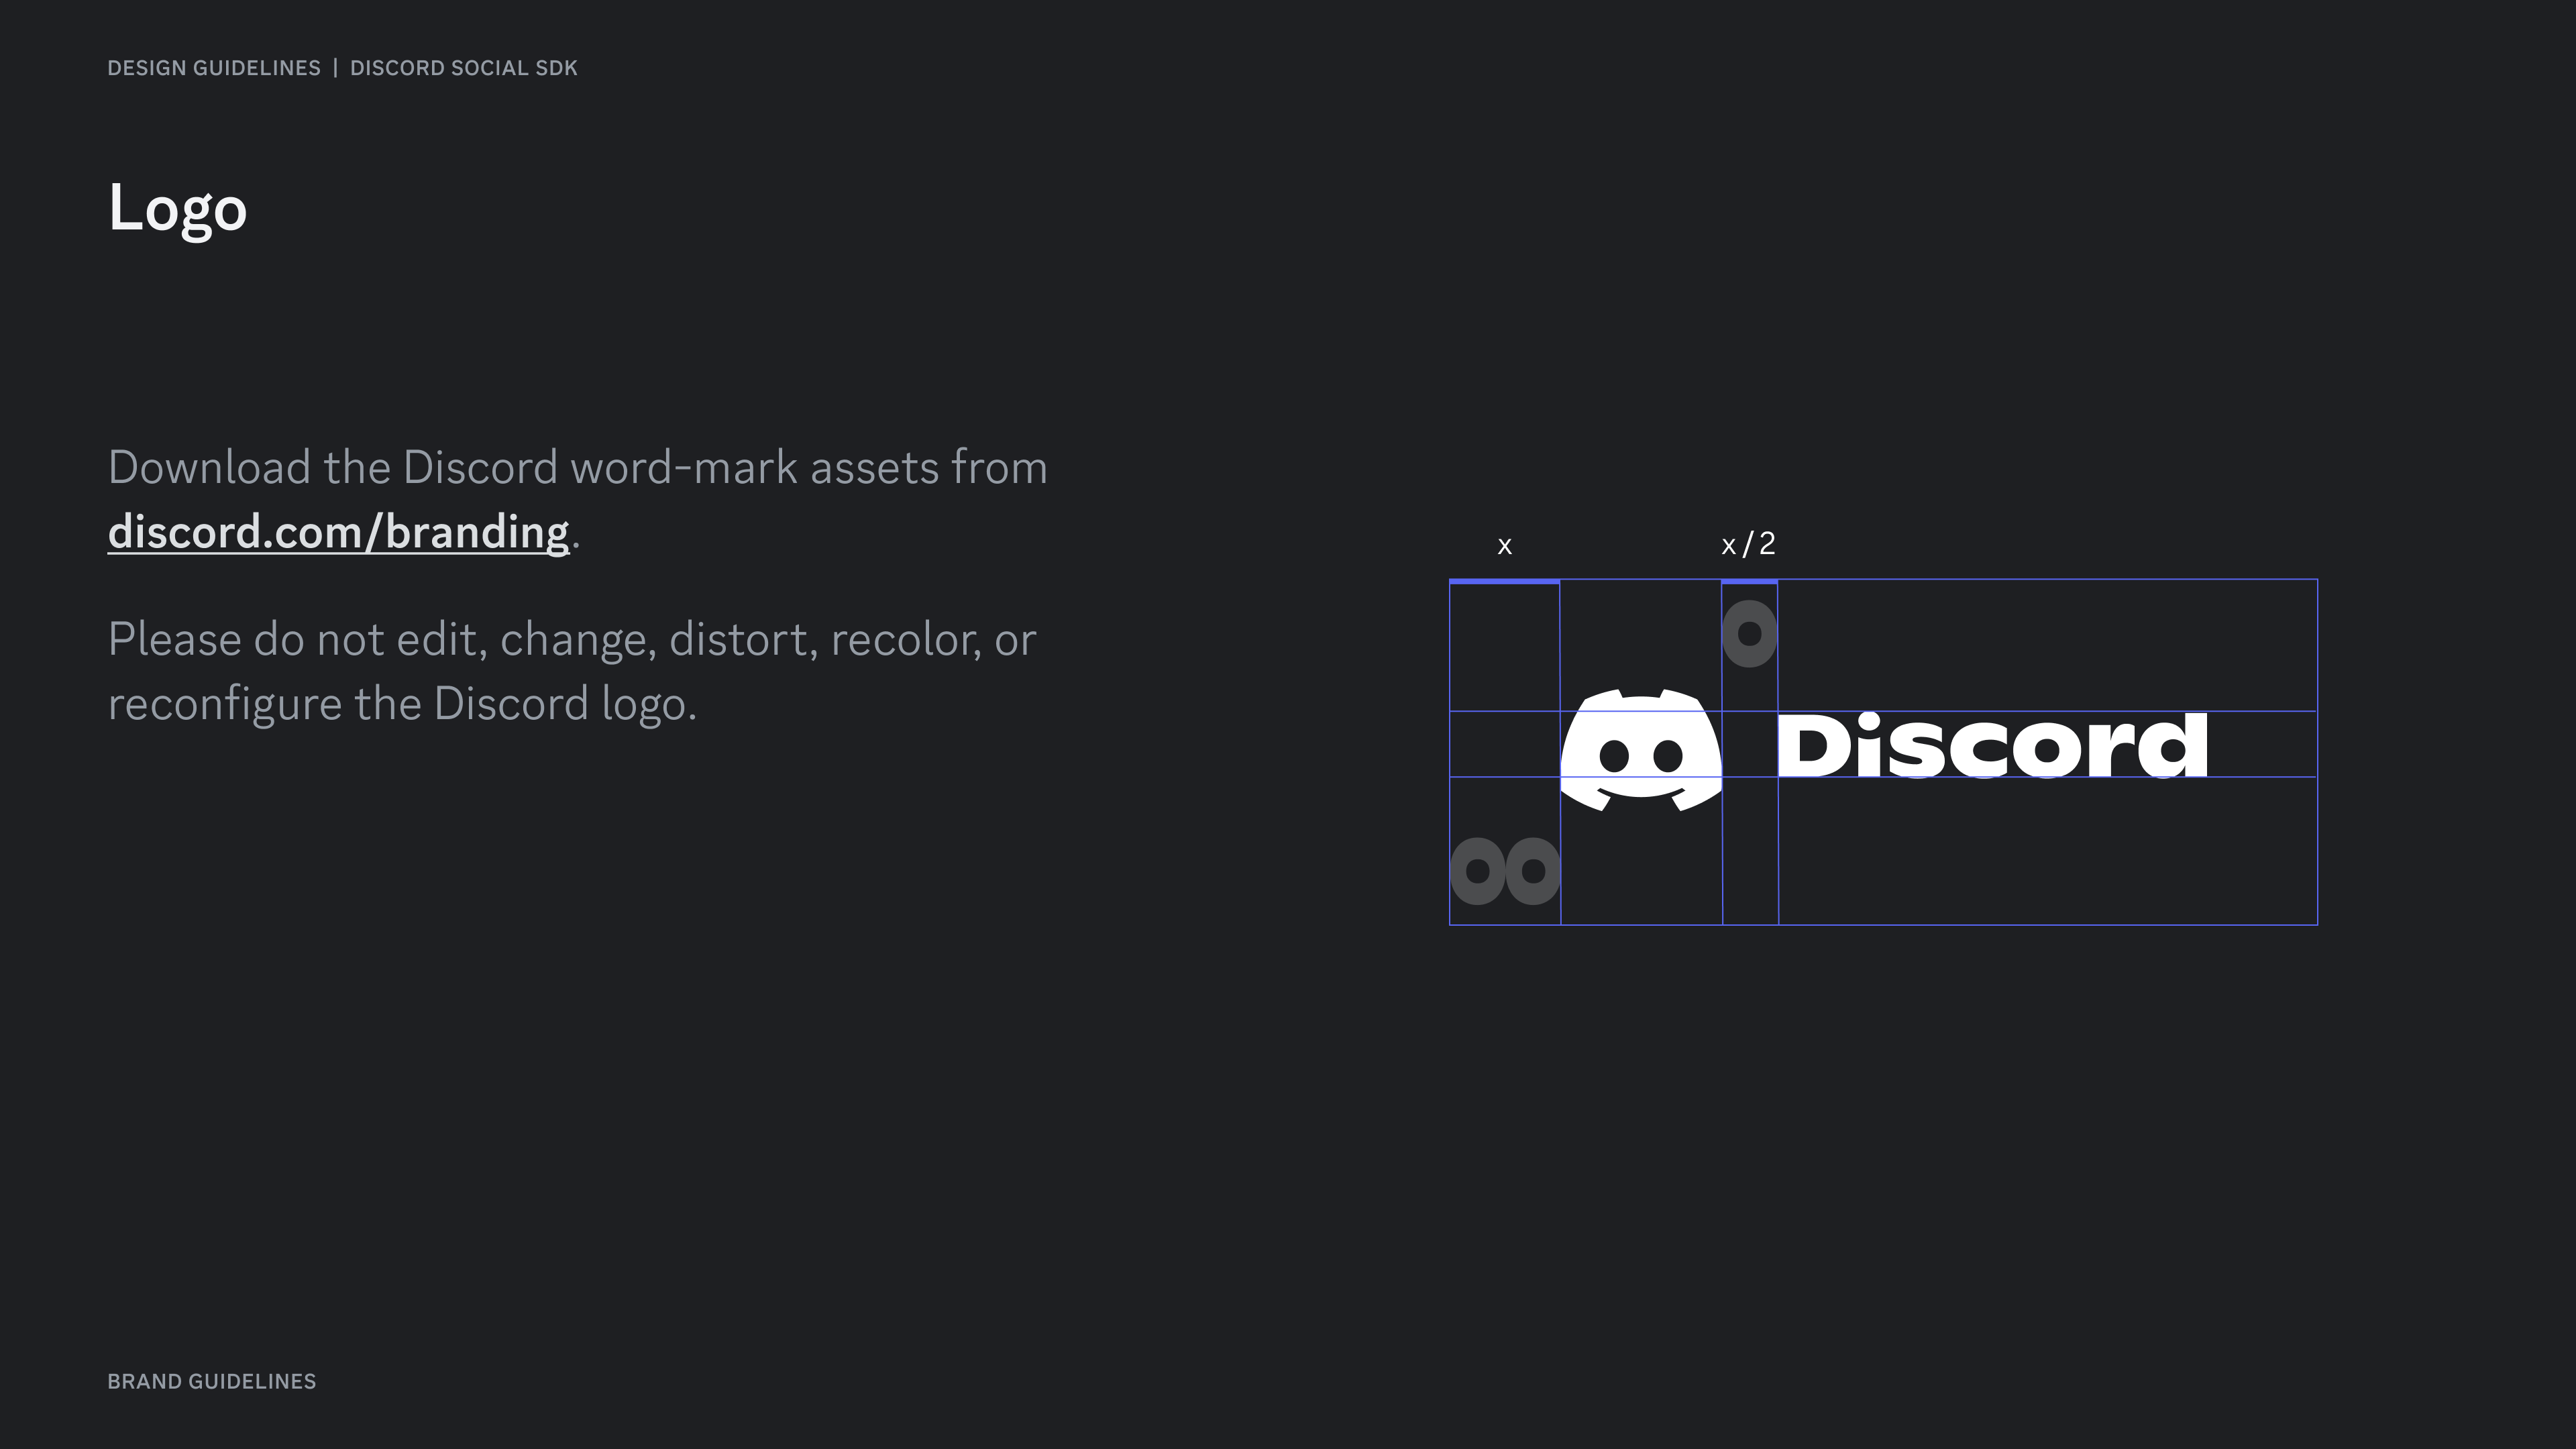 DESIGN GUIDELINES | DISCORD SOCIAL SDK
Logo
Download the Discord word-mark assets from
discord.com/branding.
Please do not edit, change, distort, recolor, or
reconfigure the Discord logo.
x
x / 2
o
Discord
oo
BRAND GUIDELINES